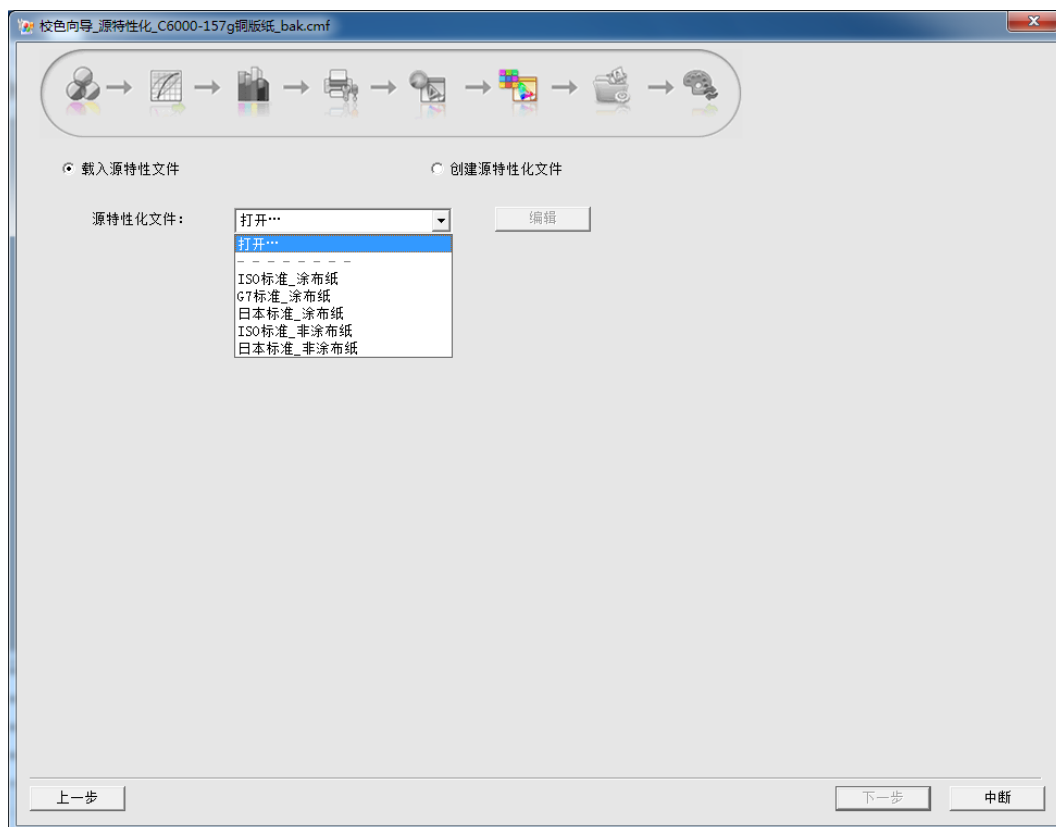 校色向导_源特性化_C6000-157g铜版纸_bak.cmf
载入源特性文件
创建源特性化文件
源特性化文件：
打开…
编辑
打开…
- - - - - - - -
ISO标准_涂布纸
G7标准_涂布纸
日本标准_涂布纸
ISO标准_非涂布纸
日本标准_非涂布纸
上一步
下一步
中断